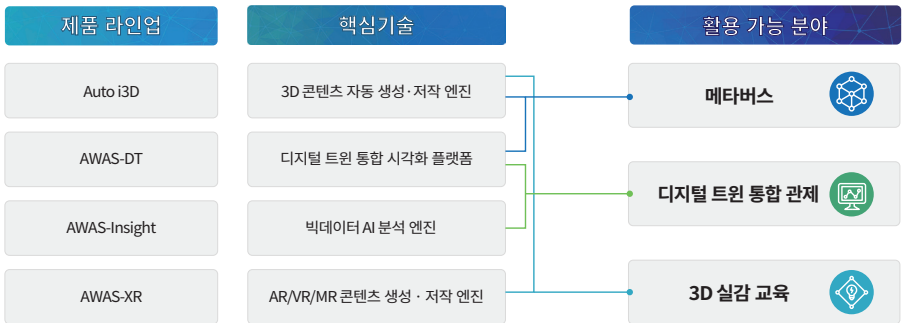 제품 라인업
핵심기술
활용 가능 분야
Auto i3D
3D 콘텐츠 자동 생성·저작 엔진
메타버스
AWAS-DT
디지털 트윈 통합 시각화 플랫폼
디지털 트윈 통합 관제
AWAS-Insight
빅데이터 AI 분석 엔진
AWAS-XR
AR/VR/MR 콘텐츠 생성 · 저작 엔진
3D 실감 교육